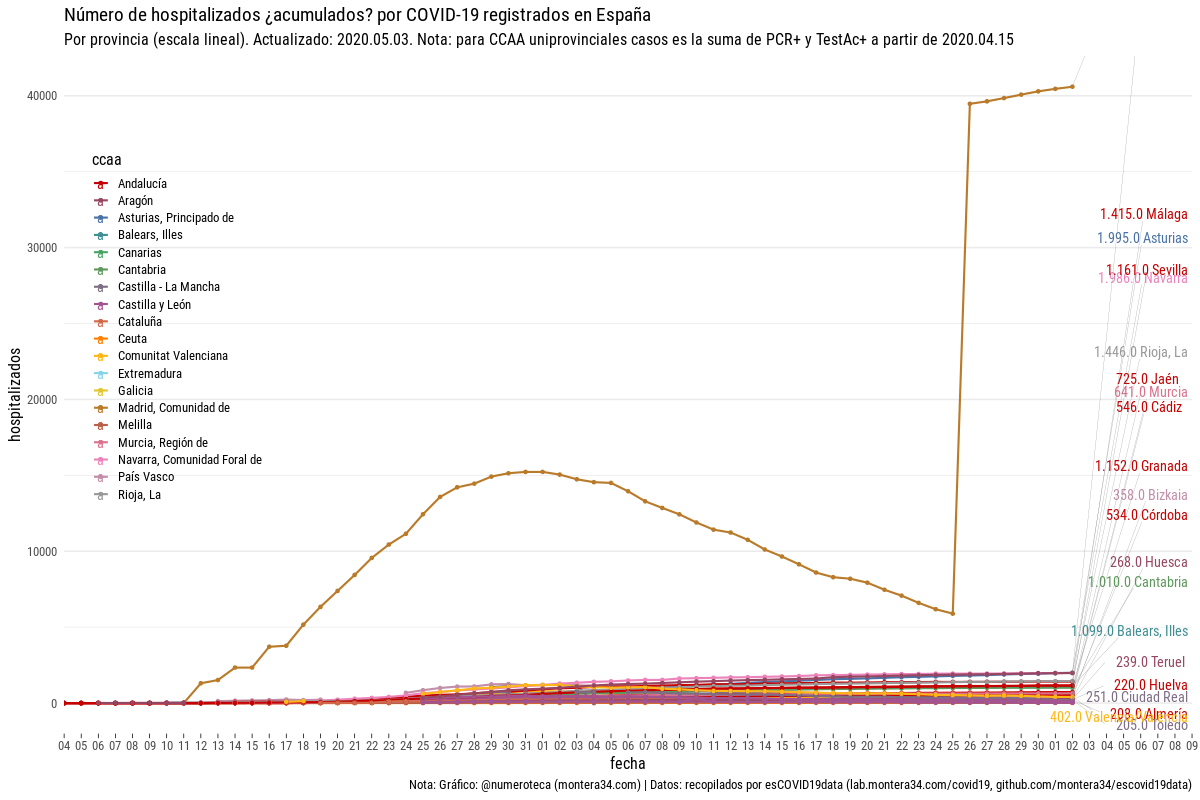 Número de hospitalizados ¿acumulados? por COVID-19 registrados en España
Por provincia (escala lineal). Actualizado: 2020.05.03. Nota: para CCAA uniprovinciales casos es la suma de PCR+ y TestAc+ a partir de 2020.04.15
40000
30000
20000
10000
0
hospitalizados
ccaa
Andalucía
Aragón
Asturias, Principado de
Balears, Illes
Canarias
Cantabria
Castilla - La Mancha
Castilla y León
Cataluña
Ceuta
Comunitat Valenciana
Extremadura
Galicia
Madrid, Comunidad de
Melilla
Murcia, Región de
Navarra, Comunidad Foral de
País Vasco
Rioja, La
1.415.0 Málaga
1.995.0 Asturias
1.161.0 Sevilla
1.986.0 Navarra
1.446.0 Rioja, La
725.0 Jaén
641.0 Murcia
546.0 Cádiz
1.152.0 Granada
358.0 Bizkaia
534.0 Córdoba
268.0 Huesca
1.010.0 Cantabria
1.099.0 Balears, Illes
239.0 Teruel
220.0 Huelva
251.0 Ciudad Real
208.0 Almería
402.0
205.0 Toledo
04 05 06 07 08 09 10 11 12 13 14 15 16 17 18 19 20 21 22 23 24 25 26 27 28 29 30 31 01 02 03 04 05 06 07 08 09 10 11 12 13 14 15 16 17 18 19 20 21 22 23 24 25 26 27 28 29 30 01 02 03 04 05 06 07 08 09
fecha
Nota: Gráfico: @numeroteca (montera34.com) | Datos: recopilados por esCOVID19data (lab.montera34.com/covid19, github.com/montera34/escovid19data)